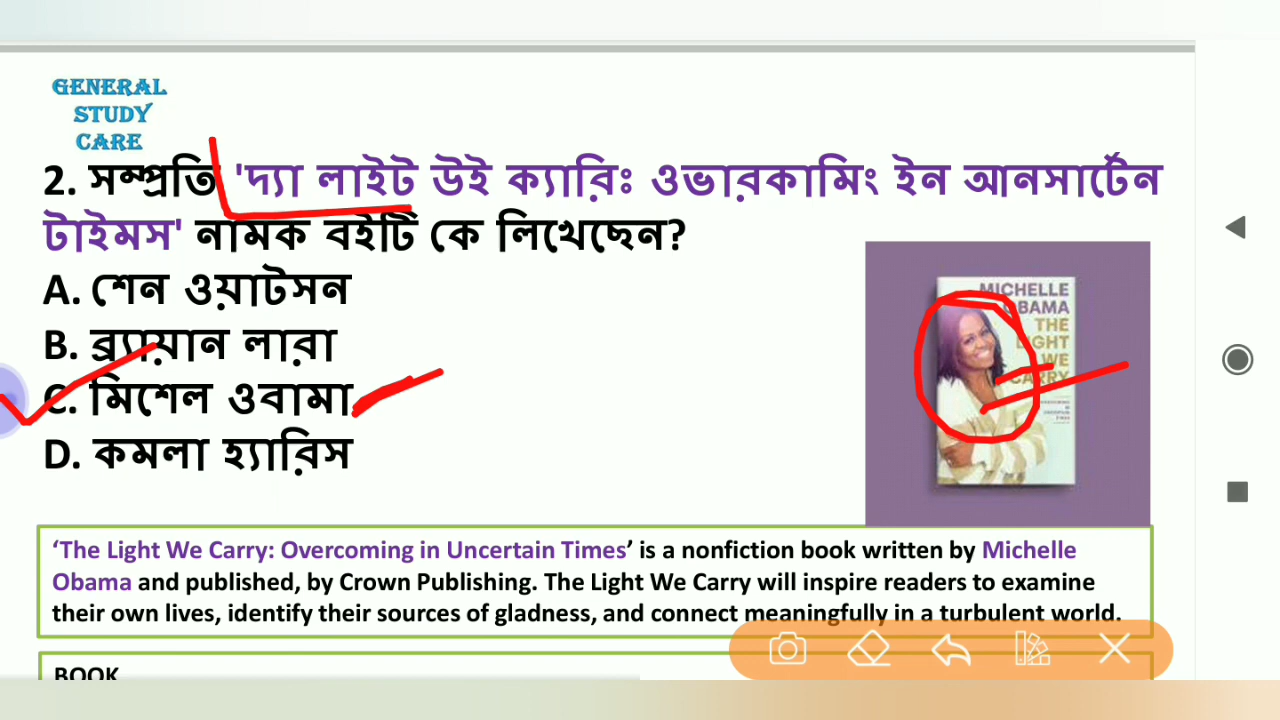 GENERAL
STUDY
CARE
2. সম্প্রতি 'দ্যা লাইট উই ক্যারিঃ ওভারকামিং ইন আনসার্টেন
টাইমস' নামক বইটি কে লিখেছেন?
A. শেন ওয়াটসন
B. ব্র্যায়ান লারা
C. মিশেল ওবামা
D. কমলা হ্যারিস
MICHELLE
OBAMA
THE
LIGHT
WE
CARRY
‘The Light We Carry: Overcoming in Uncertain Times’ is a nonfiction book written by Michelle
Obama and published, by Crown Publishing. The Light We Carry will inspire readers to examine
their own lives, identify their sources of gladness, and connect meaningfully in a turbulent world.
BOOK